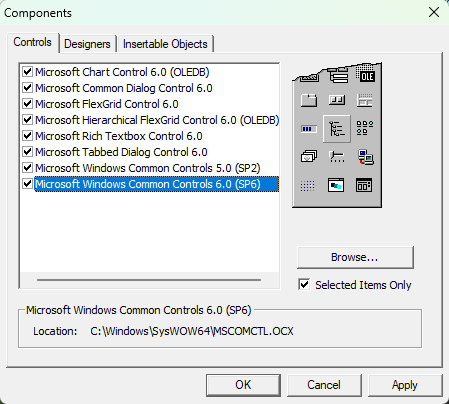 Components
Controls
Designers
Insertable Objects
Microsoft Chart Control 6.0 (OLEDB)
Microsoft Common Dialog Control 6.0
Microsoft FlexGrid Control 6.0
Microsoft Hierarchical FlexGrid Control 6.0 (OLEDB)
Microsoft Rich Textbox Control 6.0
Microsoft Tabbed Dialog Control 6.0
Microsoft Windows Common Controls 5.0 (SP2)
Microsoft Windows Common Controls 6.0 (SP6)
OLE
Browse...
Selected Items Only
Microsoft Windows Common Controls 6.0 (SP6)
Location: C:\Windows\SysWOW64\MSCOMCTL.OCX
OK
Cancel
Apply